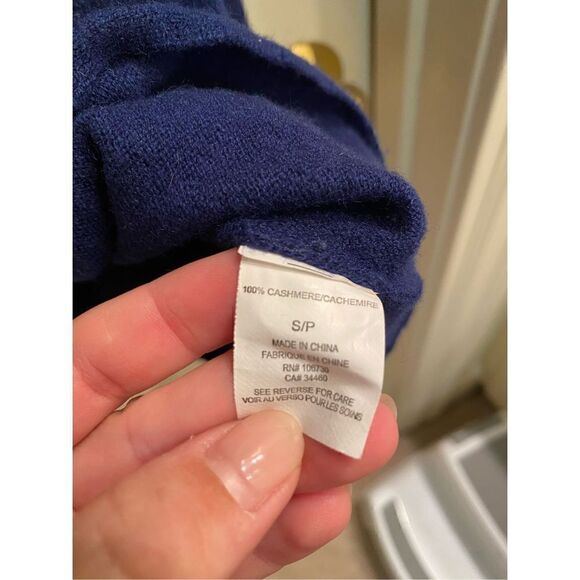 100% CASHMERE/CACHEMIRE
S/P
MADE IN CHINA
FABRIQUE EN CHINE
RN# 106730
CA# 34460
SEE REVERSE FOR CARE
VOIR AU VERSO POUR LES SOINS